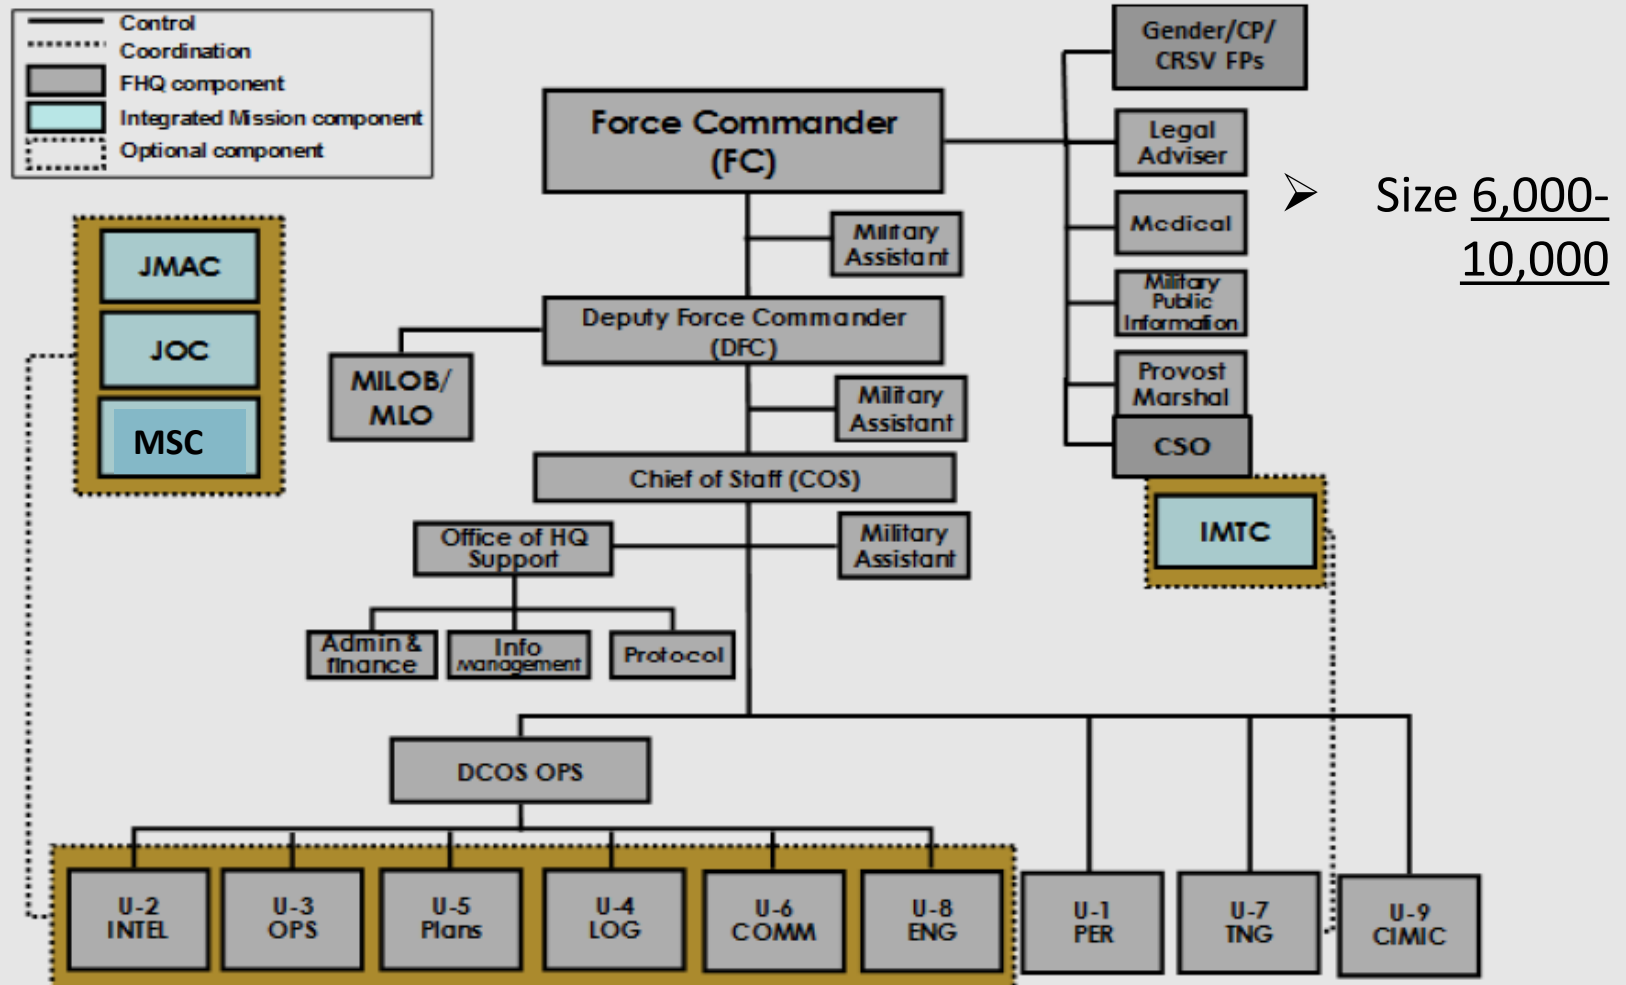 Control
Coordination
FHQ component
Integrated Mission component
Optional component
Gender/CP/
CRSV FPs
Force Commander
(FC)
Legal
Adviser
➢ Size 6,000-
10,000
Medical
Military
Assistant
Military
Public
Information
JMAC
JOC
MSC
Deputy Force Commander
(DFC)
MILOB/
MLO
Provost
Marshal
Military
Assistant
CSO
Chief of Staff (COS)
IMTC
Office of HQ
Support
Military
Assistant
Admin &
finance
Info
Management
Protocol
DCOS OPS
U-2
INTEL
U-3
OPS
U-5
Plans
U-4
LOG
U-6
COMM
U-8
ENG
U-1
PER
U-7
TNG
U-9
CIMIC